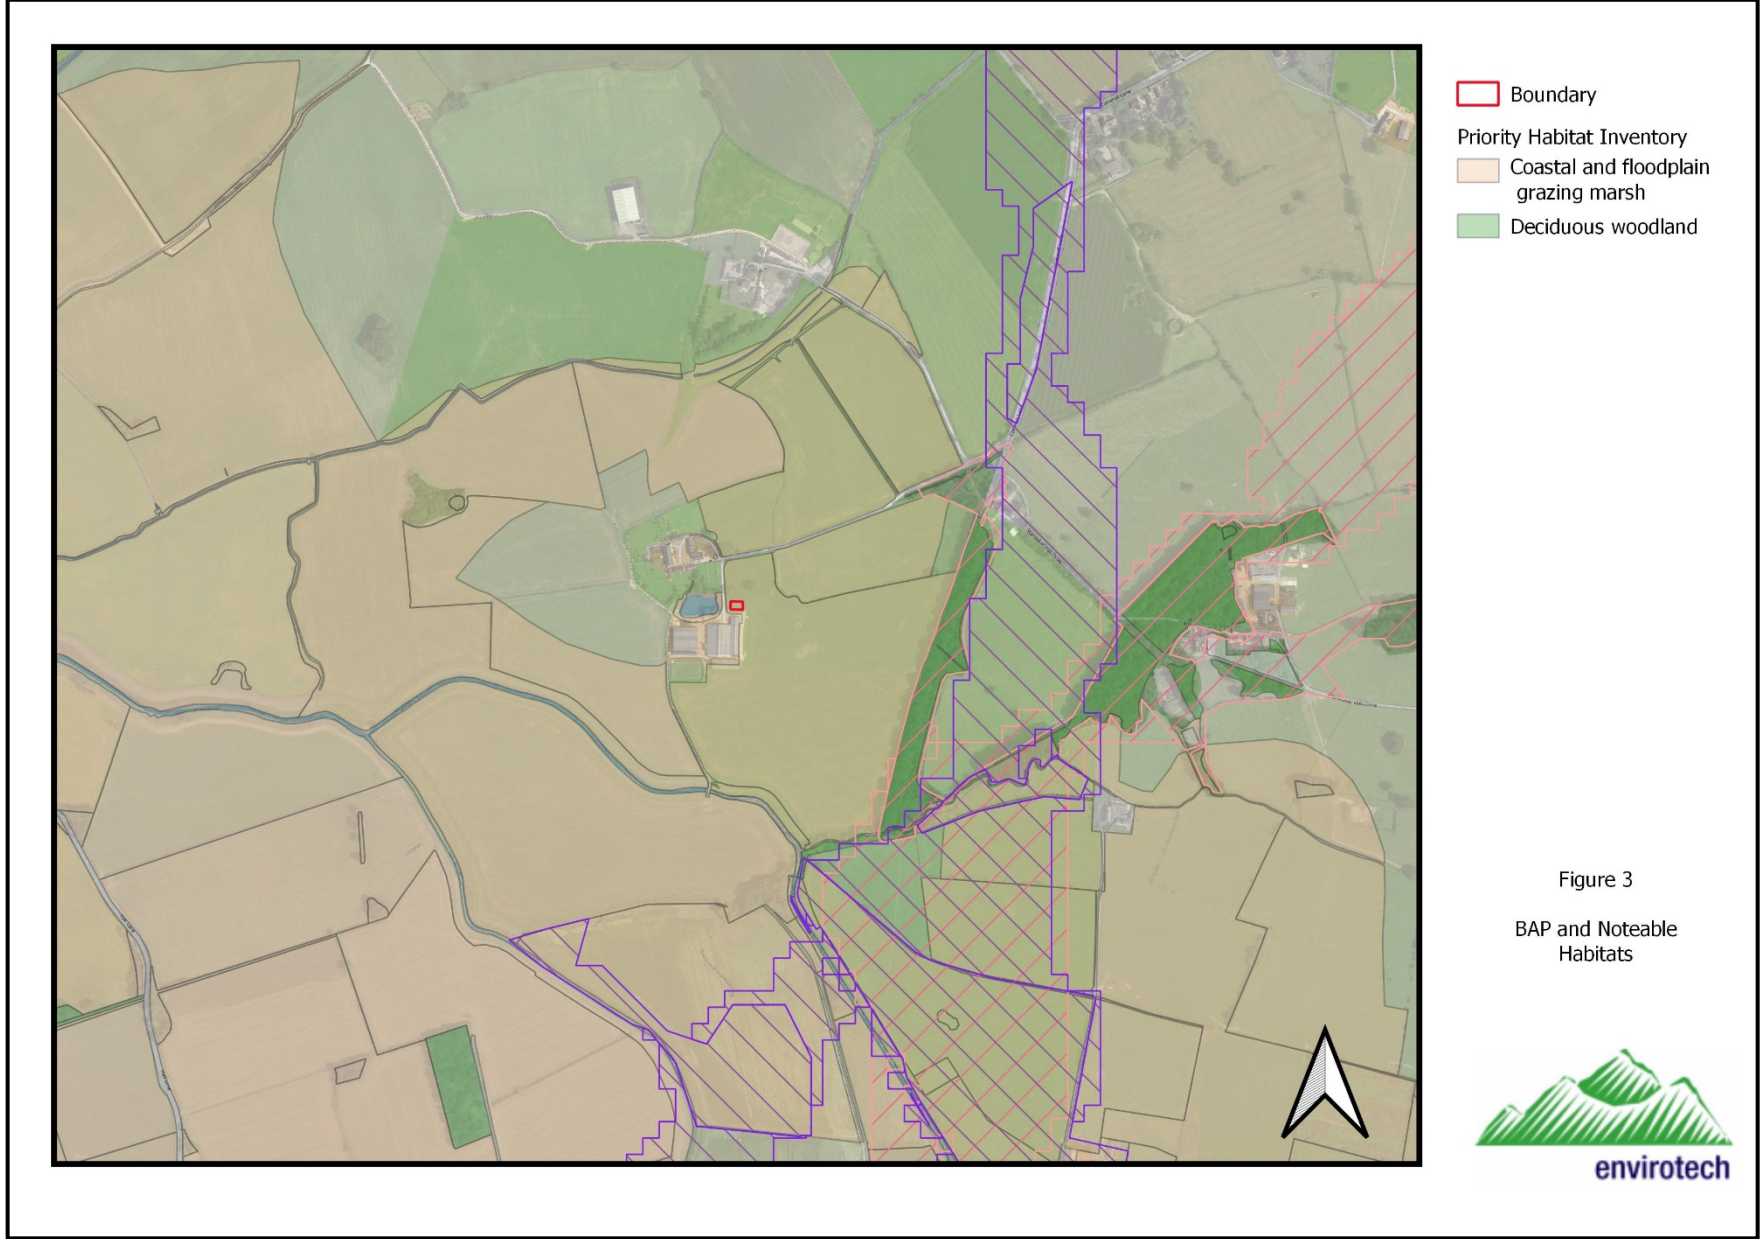 Boundary
Priority Habitat Inventory
Coastal and floodplain
grazing marsh
Deciduous woodland
Figure 3
BAP and Noteable
Habitats
envirotech